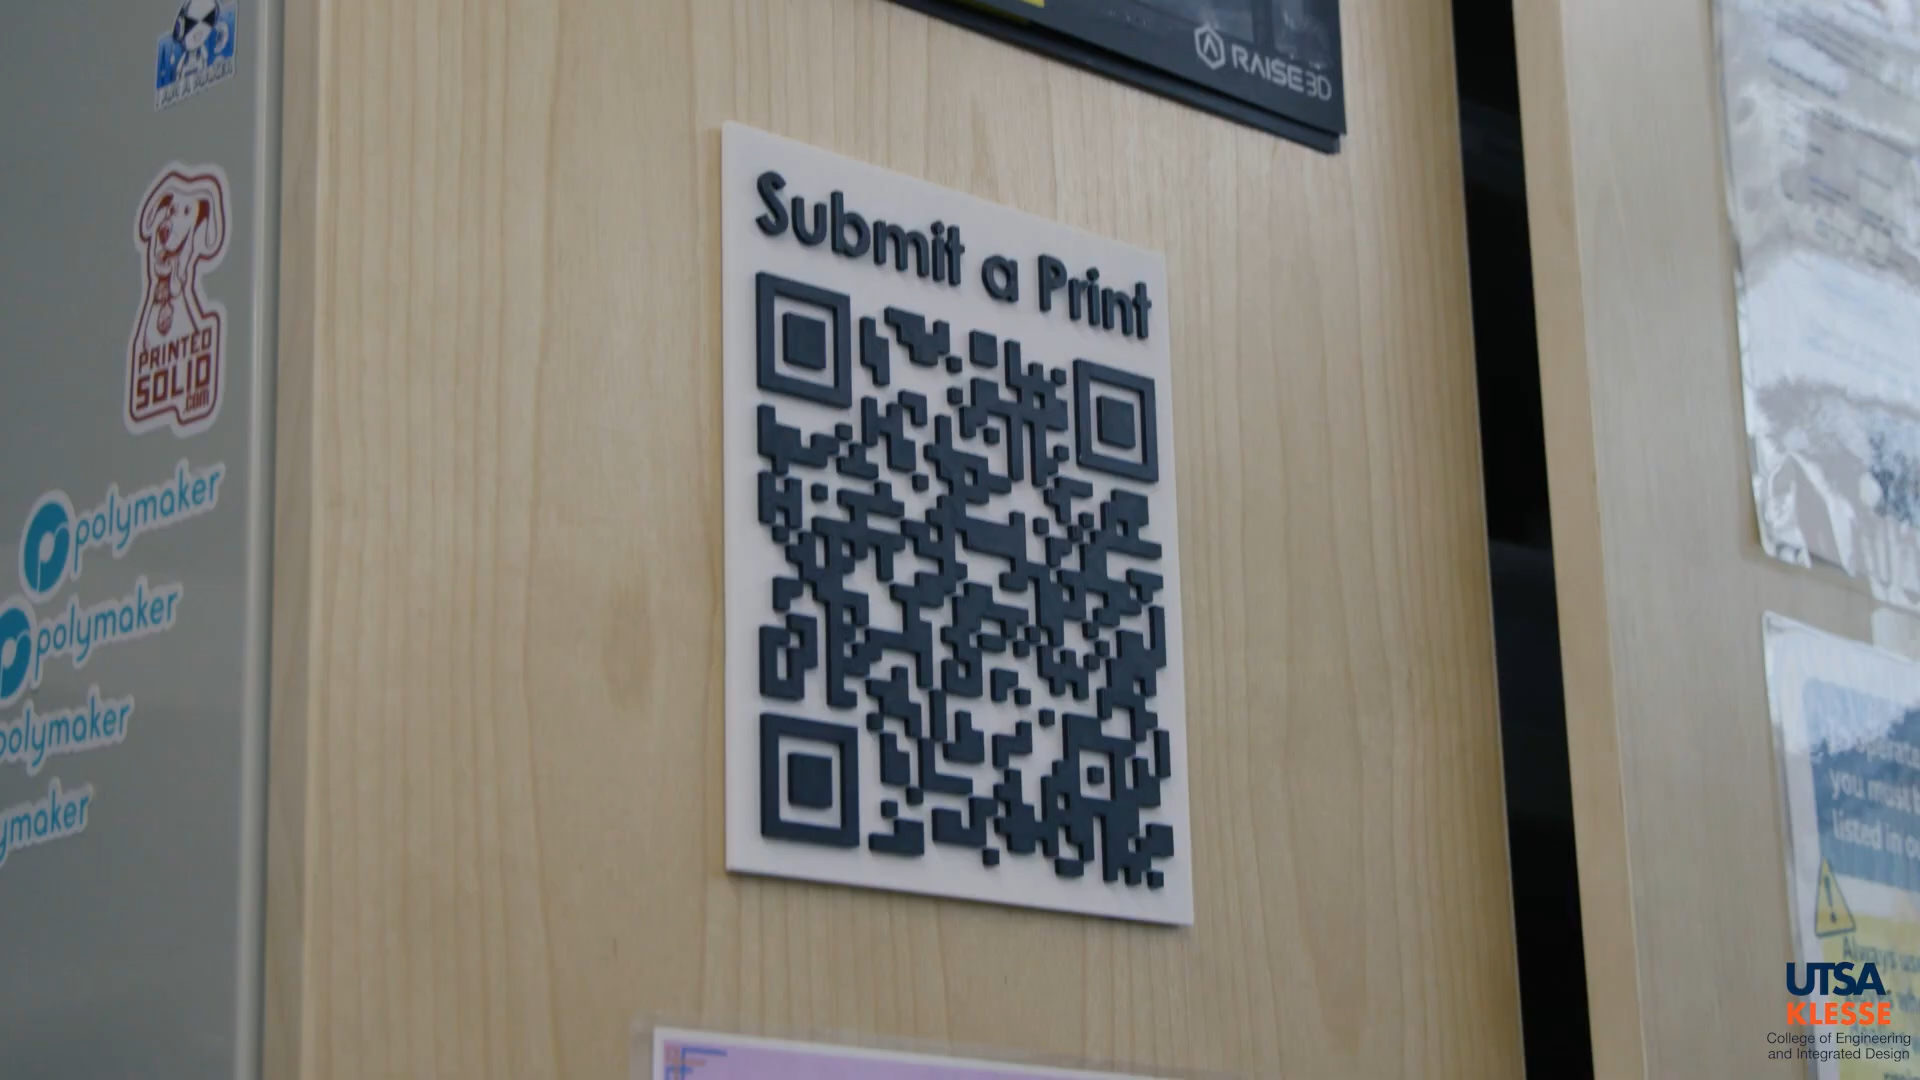 RAISE3D
Submit a Print
PRINTED
SOLID
.com
polymaker
polymaker
polymaker
ymaker
you must
listed in
Always
UTSA
KLESSE
College of Engineering
and Integrated Design